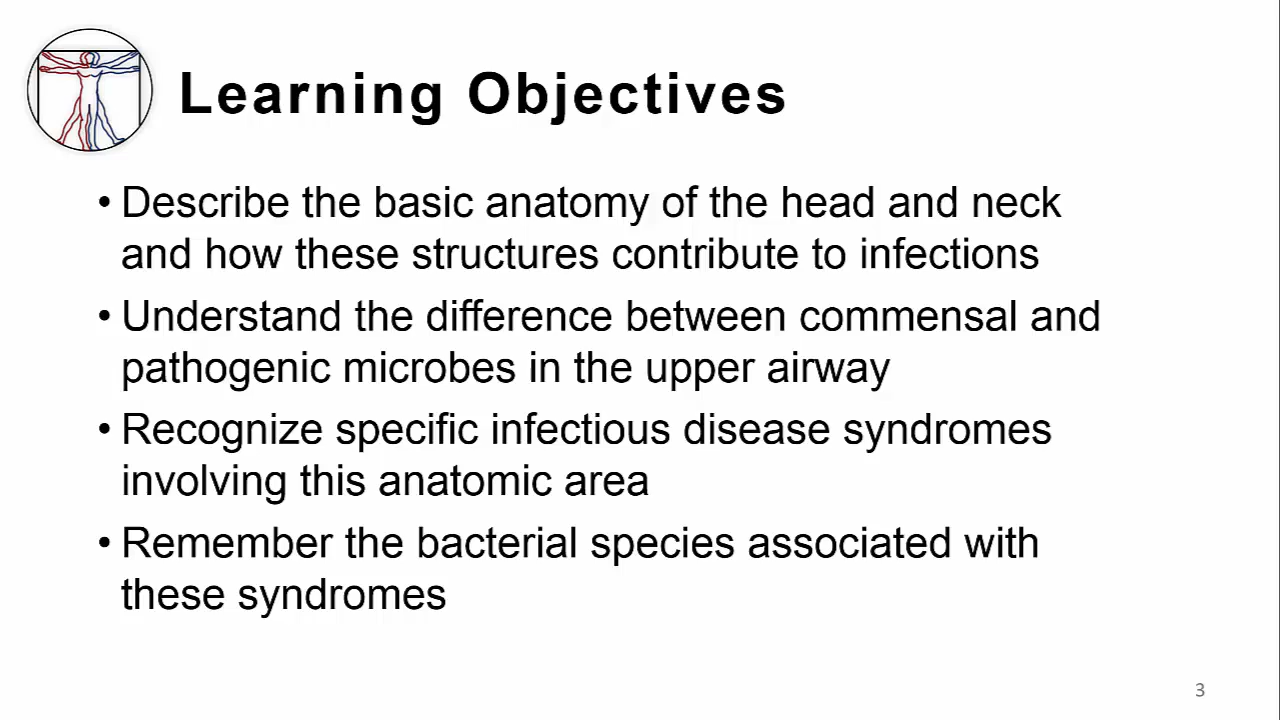 Learning Objectives
• Describe the basic anatomy of the head and neck
and how these structures contribute to infections
• Understand the difference between commensal and
pathogenic microbes in the upper airway
• Recognize specific infectious disease syndromes
involving this anatomic area
• Remember the bacterial species associated with
these syndromes
3